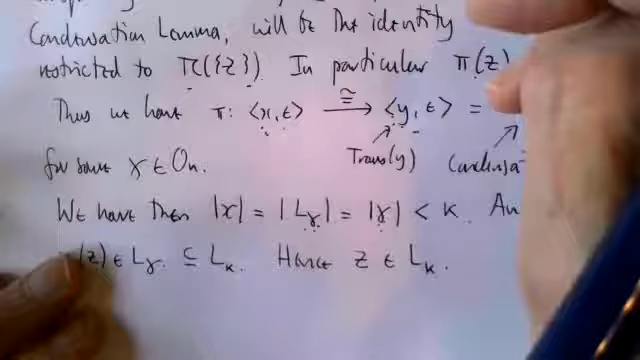 Condensation Lemma, will be the identity
restricted to TC({z}). In particular π(z)
Thus we have π: ⟨x,∈⟩ ≅→ ⟨y,∈⟩ =
Trans(y)
for some γ ∈ On.
We have then |x| = |Lγ| = |γ| < κ.
(z) ∈ Lγ ⊆ Lκ. Hence z ∈ Lκ.